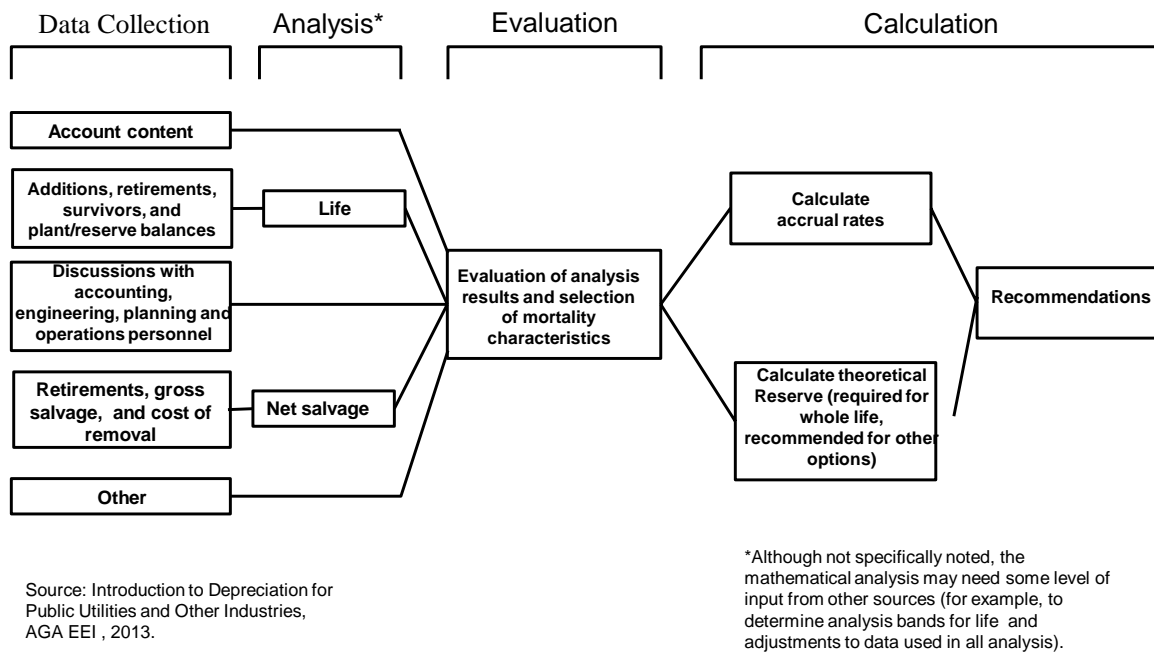 Data Collection
Analysis*
Evaluation
Calculation
Account content
Additions, retirements,
survivors, and
plant/reserve balances
Life
Discussions with
accounting,
engineering, planning and
operations personnel
Retirements, gross
salvage, and cost of
removal
Net salvage
Other
Evaluation of analysis
results and selection
of mortality
characteristics
Calculate
accrual rates
Calculate theoretical
Reserve (required for
whole life,
recommended for other
options)
Recommendations
Source: Introduction to Depreciation for
Public Utilities and Other Industries,
AGA EEI , 2013.
*Although not specifically noted, the
mathematical analysis may need some level of
input from other sources (for example, to
determine analysis bands for life and
adjustments to data used in all analysis).